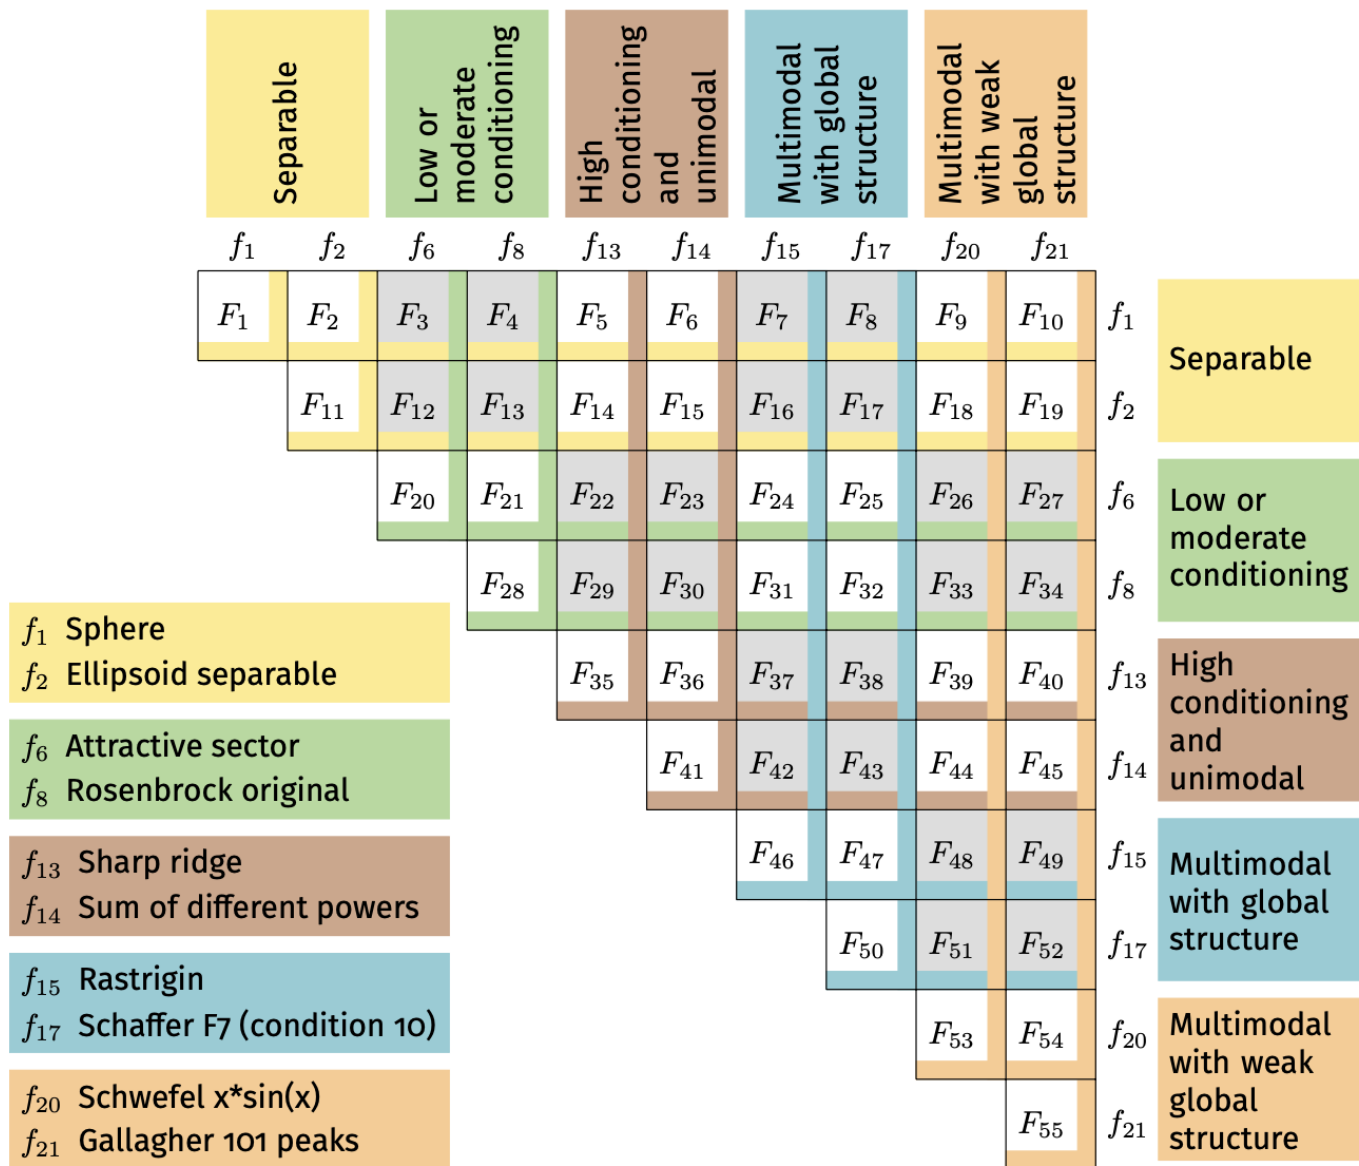 Separable
Low or
moderate
conditioning
High
conditioning
and
unimodal
Multimodal
with global
structure
Multimodal
with weak
global
structure
f1 f2 f6 f8 f13 f14 f15 f17 f20 f21
F1 F2 F3 F4 F5 F6 F7 F8 F9 F10 f1
F11 F12 F13 F14 F15 F16 F17 F18 F19 f2
Separable
F20 F21 F22 F23 F24 F25 F26 F27 f6
F28 F29 F30 F31 F32 F33 F34 f8
Low or
moderate
conditioning
F35 F36 F37 F38 F39 F40 f13
F41 F42 F43 F44 F45 f14
High
conditioning
and
unimodal
F46 F47 F48 F49 f15
F50 F51 F52 f17
Multimodal
with global
structure
F53 F54 f20
F55 f21
Multimodal
with weak
global
structure
f1 Sphere
f2 Ellipsoid separable
f6 Attractive sector
f8 Rosenbrock original
f13 Sharp ridge
f14 Sum of different powers
f15 Rastrigin
f17 Schaffer F7 (condition 10)
f20 Schwefel x*sin(x)
f21 Gallagher 101 peaks